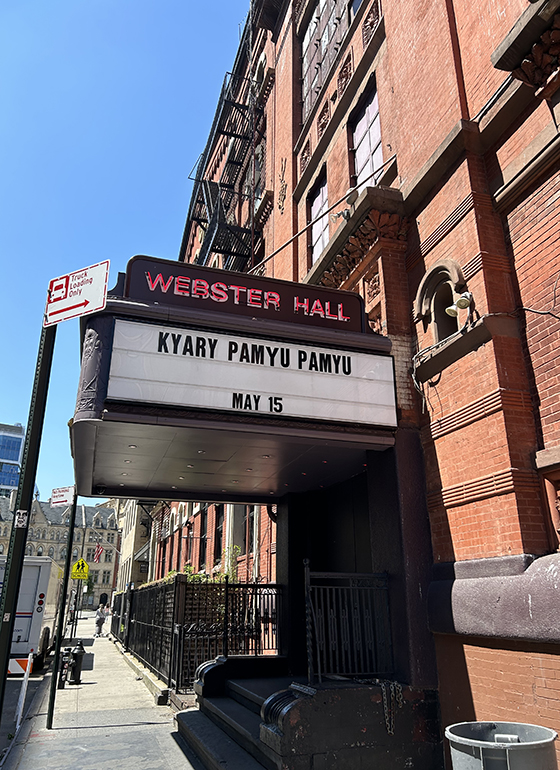 WEBSTER HALL
KYARY PAMYU PAMYU
MAY 15
Truck
Loading
Only